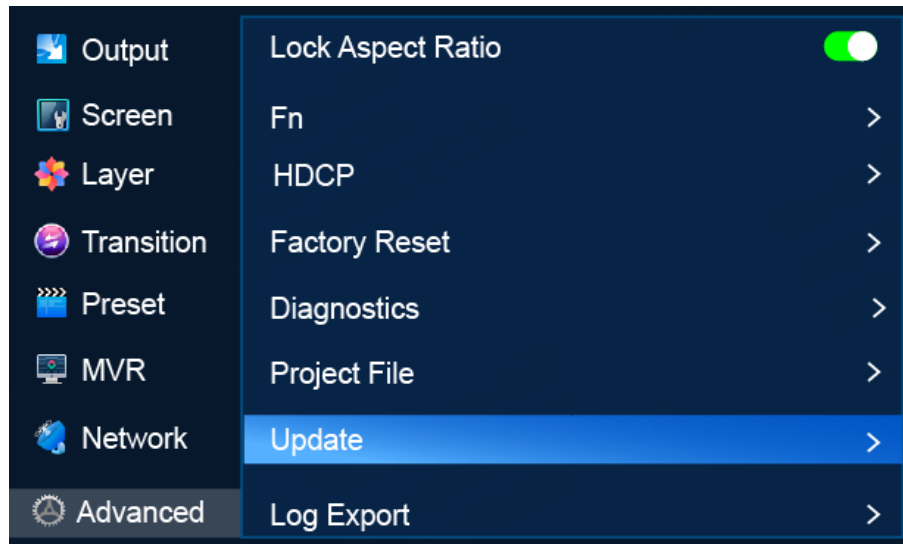 Output
Screen
Layer
Transition
Preset
MVR
Network
Advanced
Lock Aspect Ratio
Fn
HDCP
Factory Reset
Diagnostics
Project File
Update
Log Export